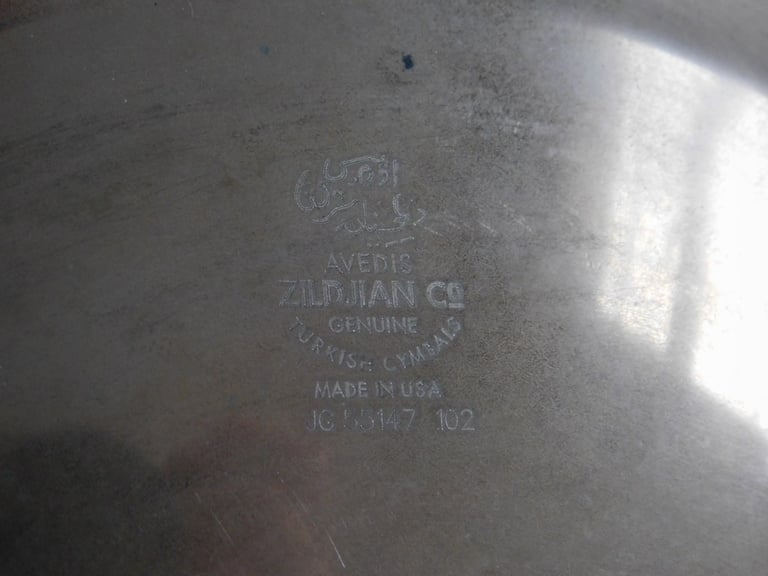 AVEDIS
ZILDJIAN CO
GENUINE
TURKISH CYMBALS
MADE IN USA
JG 55147 102